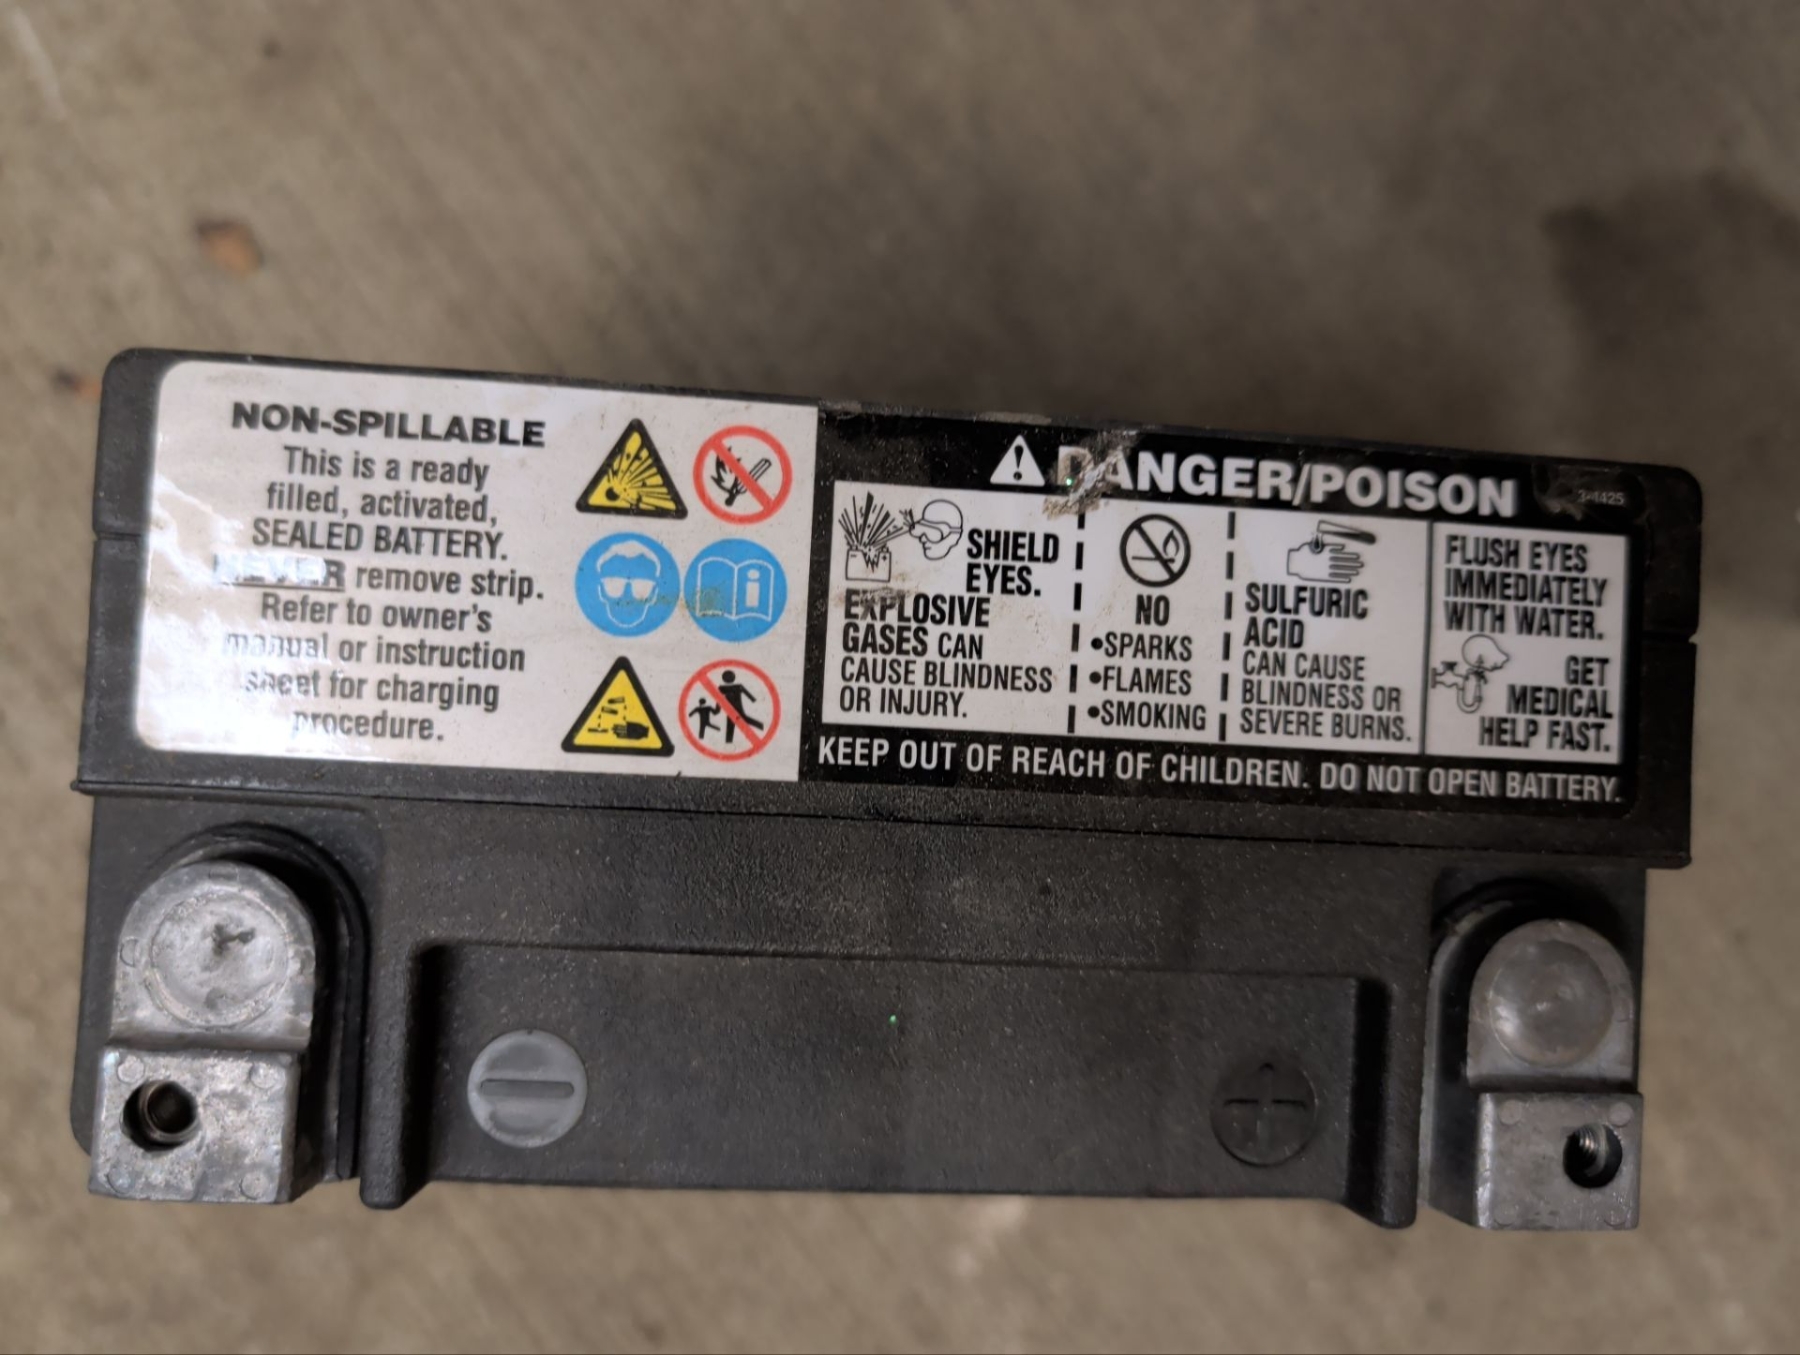 NON-SPILLABLE
This is a ready
filled, activated,
SEALED BATTERY.
NEVER remove strip.
Refer to owner's
manual or instruction
sheet for charging
procedure.
DANGER/POISON
3-4425
SHIELD
EYES.
EXPLOSIVE
GASES CAN
CAUSE BLINDNESS
OR INJURY.
NO
•SPARKS
•FLAMES
•SMOKING
SULFURIC
ACID
CAN CAUSE
BLINDNESS OR
SEVERE BURNS.
FLUSH EYES
IMMEDIATELY
WITH WATER.
GET
MEDICAL
HELP FAST.
KEEP OUT OF REACH OF CHILDREN. DO NOT OPEN BATTERY.